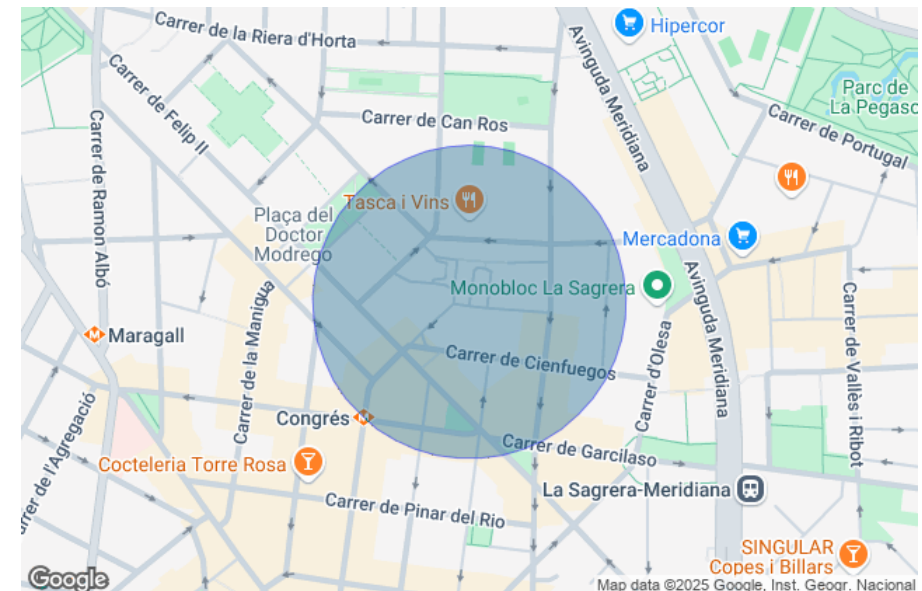 Carrer de la Riera d'Horta
Hipercor
Avinguda Meridiana
Carrer de Felip II
Parc de
La Pegaso
Carrer de Can Ros
Carrer de Portugal
Carrer de Ramon Albó
Tasca i Vins
Plaça del
Doctor
Modrego
Mercadona
Monobloc La Sagrera
Avinguda Meridiana
Maragall
Carrer de la Manigua
Carrer de Cienfuegos
Carrer d'Olesa
Carrer de Vallès i Ribot
Congrés
Carrer de Garcilaso
Cocteleria Torre Rosa
Carrer de l'Agregació
La Sagrera-Meridiana
Carrer de Pinar del Rio
SINGULAR
Copes i Billars
Google
Map data ©2025 Google, Inst. Geogr. Nacional